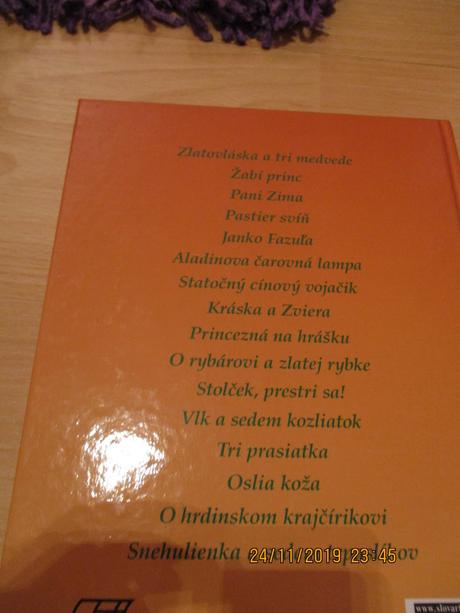 Zlatovláska a tri medvede
Žabí princ
Pani Zima
Pastier svíň
Janko Fazuľa
Aladinova čarovná lampa
Statočný cínový vojačik
Kráska a Zviera
Princezná na hrášku
O rybárovi a zlatej rybke
Stolček, prestri sa!
Vlk a sedem kozliatok
Tri prasiatka
Oslia koža
O hrdinskom krajčírikovi
Snehulienka
24/11/2019 23:45
www.slovar